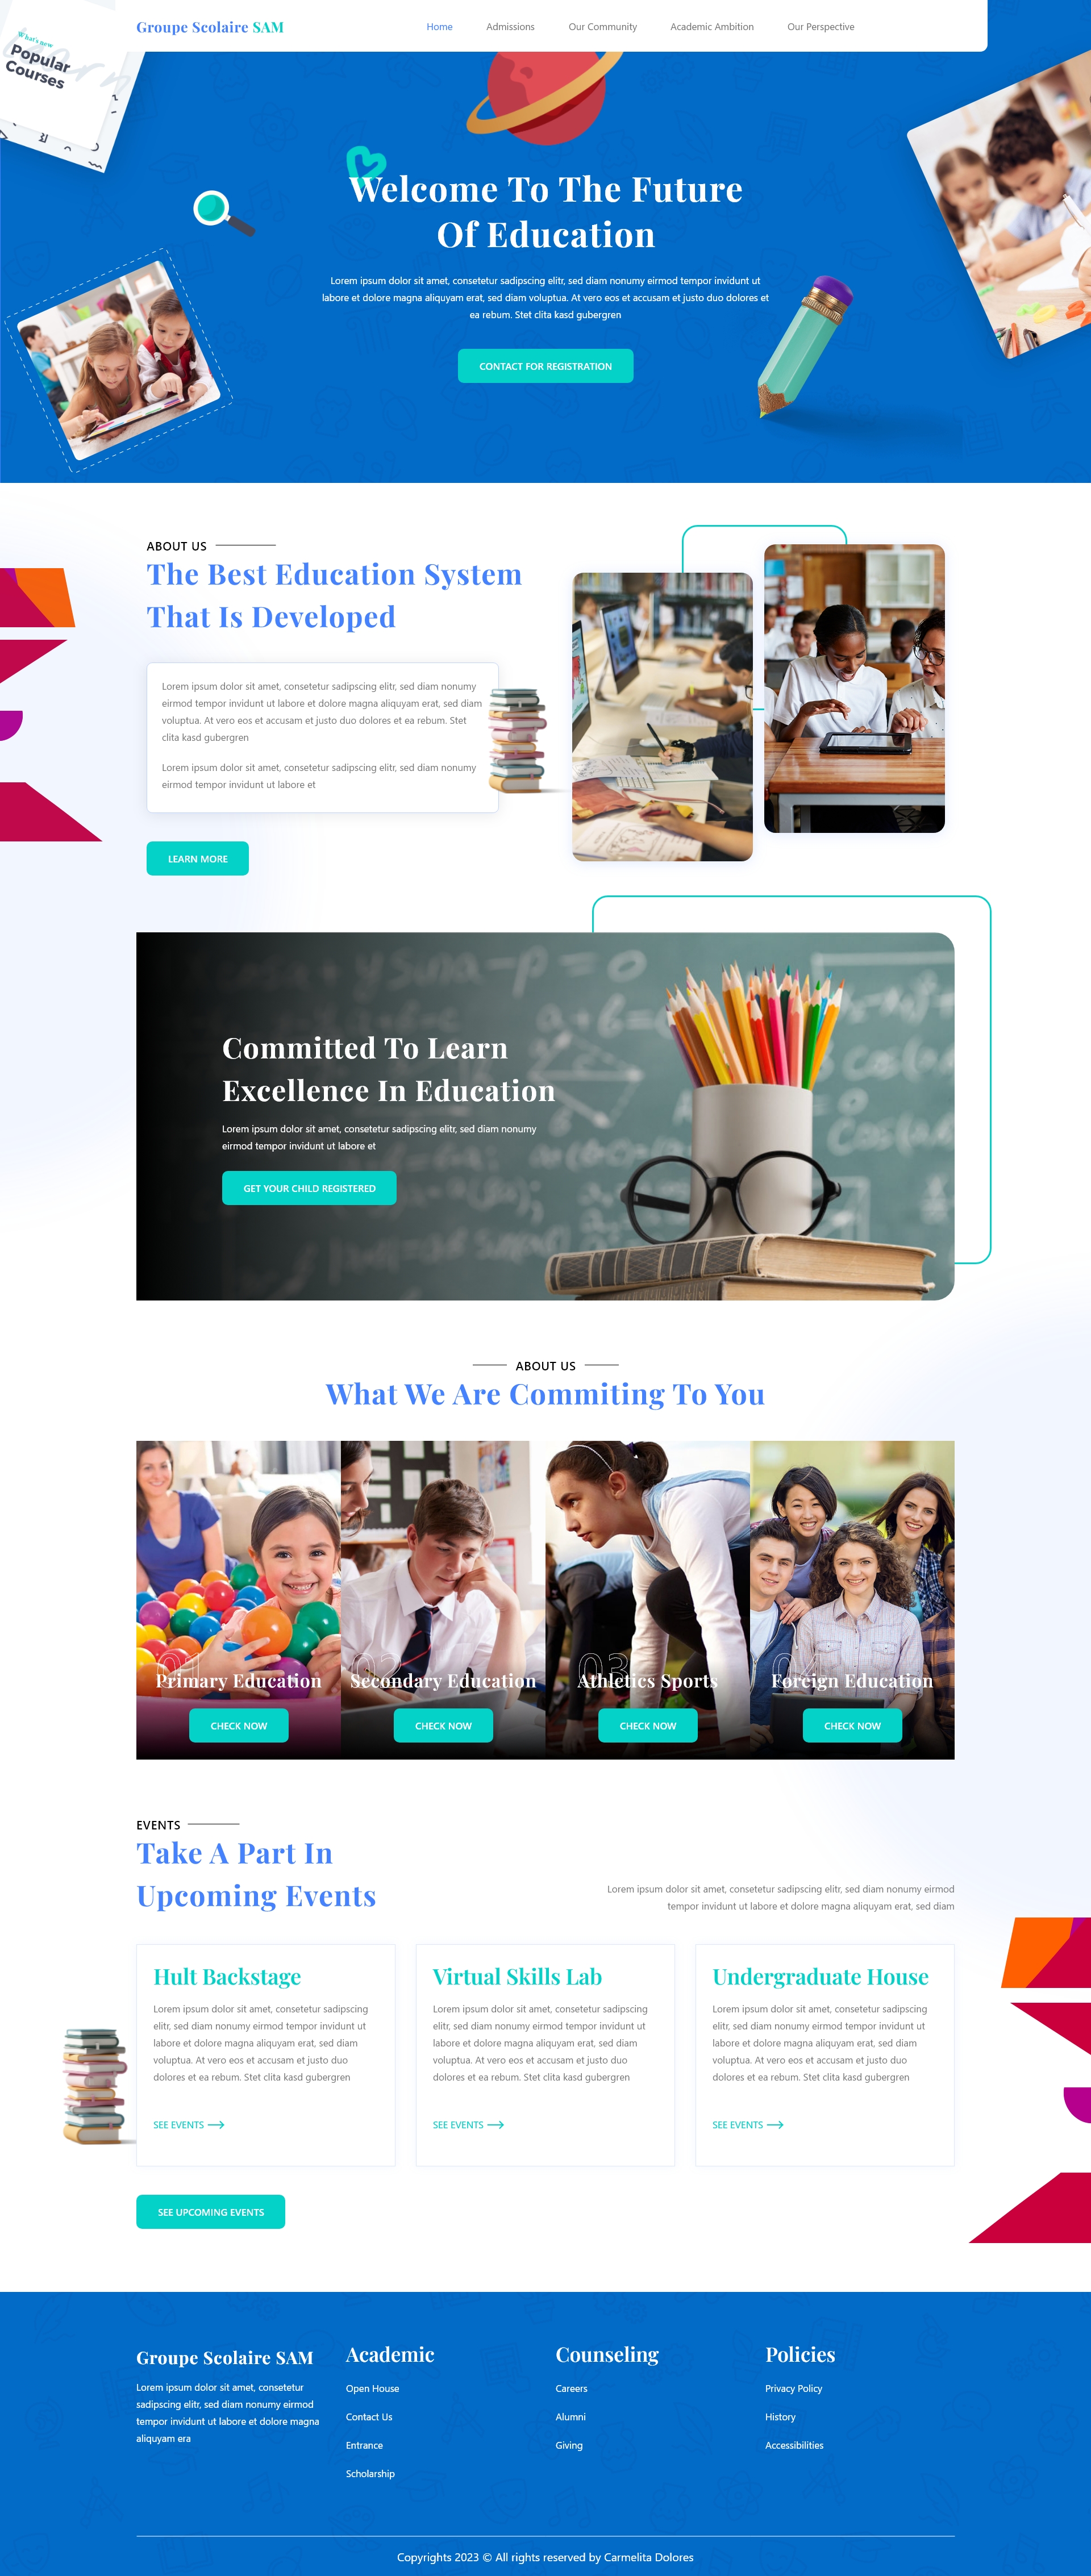 Groupe Scolaire SAM
Home
Admissions
Our Community
Academic Ambition
Our Perspective
What's new
Popular
Courses
Welcome To The Future
Of Education
Lorem ipsum dolor sit amet, consetetur sadipscing elitr, sed diam nonumy eirmod tempor invidunt ut
labore et dolore magna aliquyam erat, sed diam voluptua. At vero eos et accusam et justo duo dolores et
ea rebum. Stet clita kasd gubergren
CONTACT FOR REGISTRATION
ABOUT US
The Best Education System
That Is Developed
Lorem ipsum dolor sit amet, consetetur sadipscing elitr, sed diam nonumy
eirmod tempor invidunt ut labore et dolore magna aliquyam erat, sed diam
voluptua. At vero eos et accusam et justo duo dolores et ea rebum. Stet
clita kasd gubergren
Lorem ipsum dolor sit amet, consetetur sadipscing elitr, sed diam nonumy
eirmod tempor invidunt ut labore et
LEARN MORE
Committed To Learn
Excellence In Education
Lorem ipsum dolor sit amet, consetetur sadipscing elitr, sed diam nonumy
eirmod tempor invidunt ut labore et
GET YOUR CHILD REGISTERED
ABOUT US
What We Are Commiting To You
01
Primary Education
CHECK NOW
02
Secondary Education
CHECK NOW
03
Athletics Sports
CHECK NOW
04
Foreign Education
CHECK NOW
EVENTS
Take A Part In
Upcoming Events
Lorem ipsum dolor sit amet, consetetur sadipscing elitr, sed diam nonumy eirmod
tempor invidunt ut labore et dolore magna aliquyam erat, sed diam
Hult Backstage
Lorem ipsum dolor sit amet, consetetur sadipscing
elitr, sed diam nonumy eirmod tempor invidunt ut
labore et dolore magna aliquyam erat, sed diam
voluptua. At vero eos et accusam et justo duo
dolores et ea rebum. Stet clita kasd gubergren
SEE EVENTS
Virtual Skills Lab
Lorem ipsum dolor sit amet, consetetur sadipscing
elitr, sed diam nonumy eirmod tempor invidunt ut
labore et dolore magna aliquyam erat, sed diam
voluptua. At vero eos et accusam et justo duo
dolores et ea rebum. Stet clita kasd gubergren
SEE EVENTS
Undergraduate House
Lorem ipsum dolor sit amet, consetetur sadipscing
elitr, sed diam nonumy eirmod tempor invidunt ut
labore et dolore magna aliquyam erat, sed diam
voluptua. At vero eos et accusam et justo duo
dolores et ea rebum. Stet clita kasd gubergren
SEE EVENTS
SEE UPCOMING EVENTS
Groupe Scolaire SAM
Lorem ipsum dolor sit amet, consetetur
sadipscing elitr, sed diam nonumy eirmod
tempor invidunt ut labore et dolore magna
aliquyam era
Academic
Open House
Contact Us
Entrance
Scholarship
Counseling
Careers
Alumni
Giving
Policies
Privacy Policy
History
Accessibilities
Copyrights 2023 © All rights reserved by Carmelita Dolores